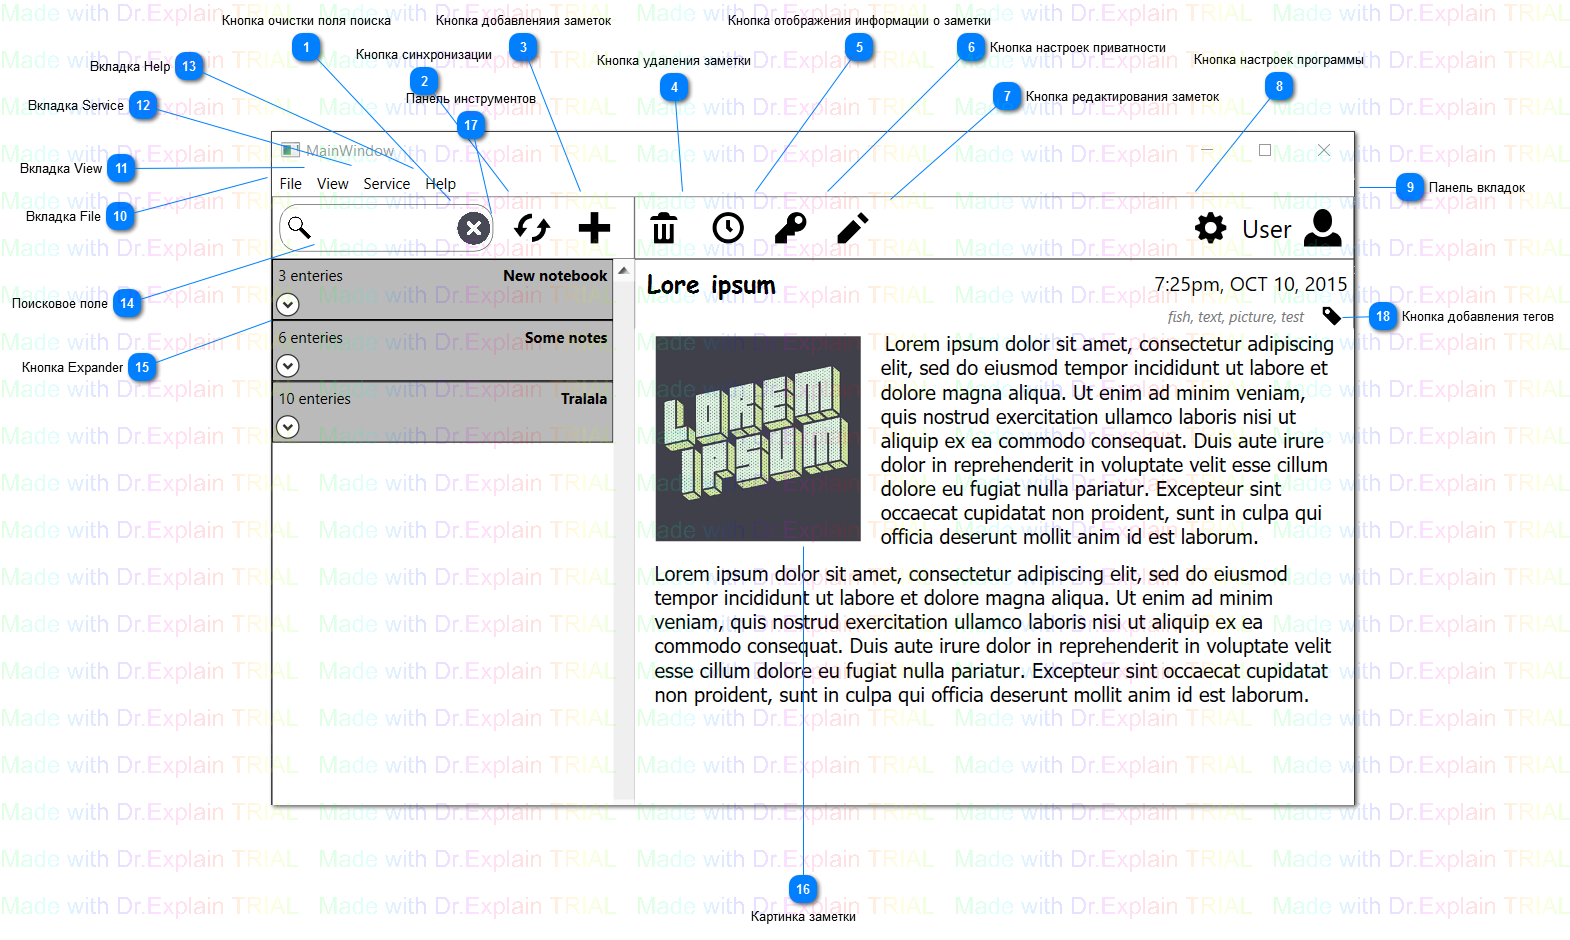 Кнопка очистки поля поиска
Кнопка добавленяия заметок
Кнопка отображения информации о заметки
1
3
5
6
Кнопка настроек приватности
Кнопка синхронизации
Кнопка удаления заметки
Кнопка настроек программы
Вкладка Help
13
2
4
8
Панель инструментов
7
Кнопка редактирования заметок
Вкладка Service
12
17
MainWindow
Вкладка View
11
File
View
Service
Help
9
Панель вкладок
Вкладка File
10
User
3 enteries
New notebook
Lore ipsum
7:25pm, OCT 10, 2015
Поисковое поле
14
fish, text, picture, test
18
Кнопка добавления тегов
6 enteries
Some notes
Кнопка Expander
15
10 enteries
Tralala
LOREM
IPSUM
Lorem ipsum dolor sit amet, consectetur adipiscing
elit, sed do eiusmod tempor incididunt ut labore et
dolore magna aliqua. Ut enim ad minim veniam,
quis nostrud exercitation ullamco laboris nisi ut
aliquip ex ea commodo consequat. Duis aute irure
dolor in reprehenderit in voluptate velit esse cillum
dolore eu fugiat nulla pariatur. Excepteur sint
occaecat cupidatat non proident, sunt in culpa qui
officia deserunt mollit anim id est laborum.
Lorem ipsum dolor sit amet, consectetur adipiscing elit, sed do eiusmod
tempor incididunt ut labore et dolore magna aliqua. Ut enim ad minim
veniam, quis nostrud exercitation ullamco laboris nisi ut aliquip ex ea
commodo consequat. Duis aute irure dolor in reprehenderit in voluptate velit
esse cillum dolore eu fugiat nulla pariatur. Excepteur sint occaecat cupidatat
non proident, sunt in culpa qui officia deserunt mollit anim id est laborum.
16
Картинка заметки
Made with Dr.Explain TRIAL